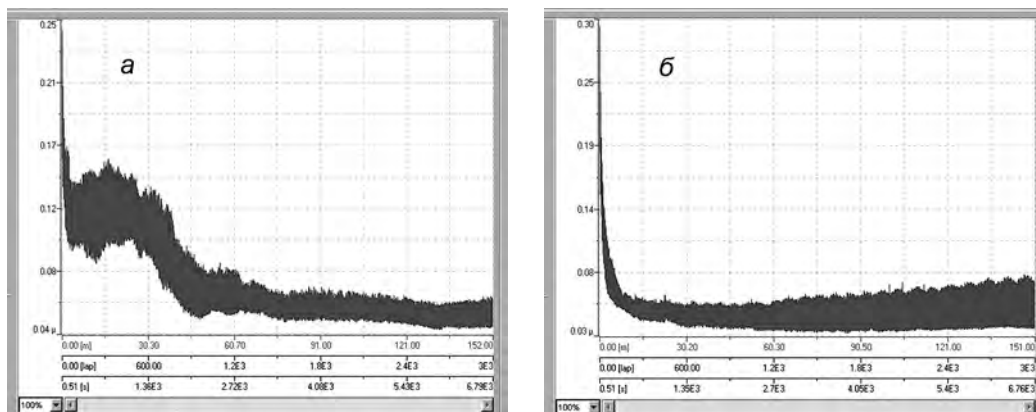 а
0.25
0.21
0.17
0.12
0.08
0.04 μ
0.00 [m] 30.30 60.70 91.00 121.00 152.00
0.00 [lap] 600.00 1.2E3 1.8E3 2.4E3 3E3
0.51 [s] 1.36E3 2.72E3 4.08E3 5.43E3 6.79E3
100%
б
0.30
0.25
0.19
0.14
0.08
0.03 μ
0.00 [m] 30.20 60.30 90.50 121.00 151.00
0.00 [lap] 600.00 1.2E3 1.8E3 2.4E3 3E3
0.51 [s] 1.35E3 2.7E3 4.05E3 5.4E3 6.76E3
100%